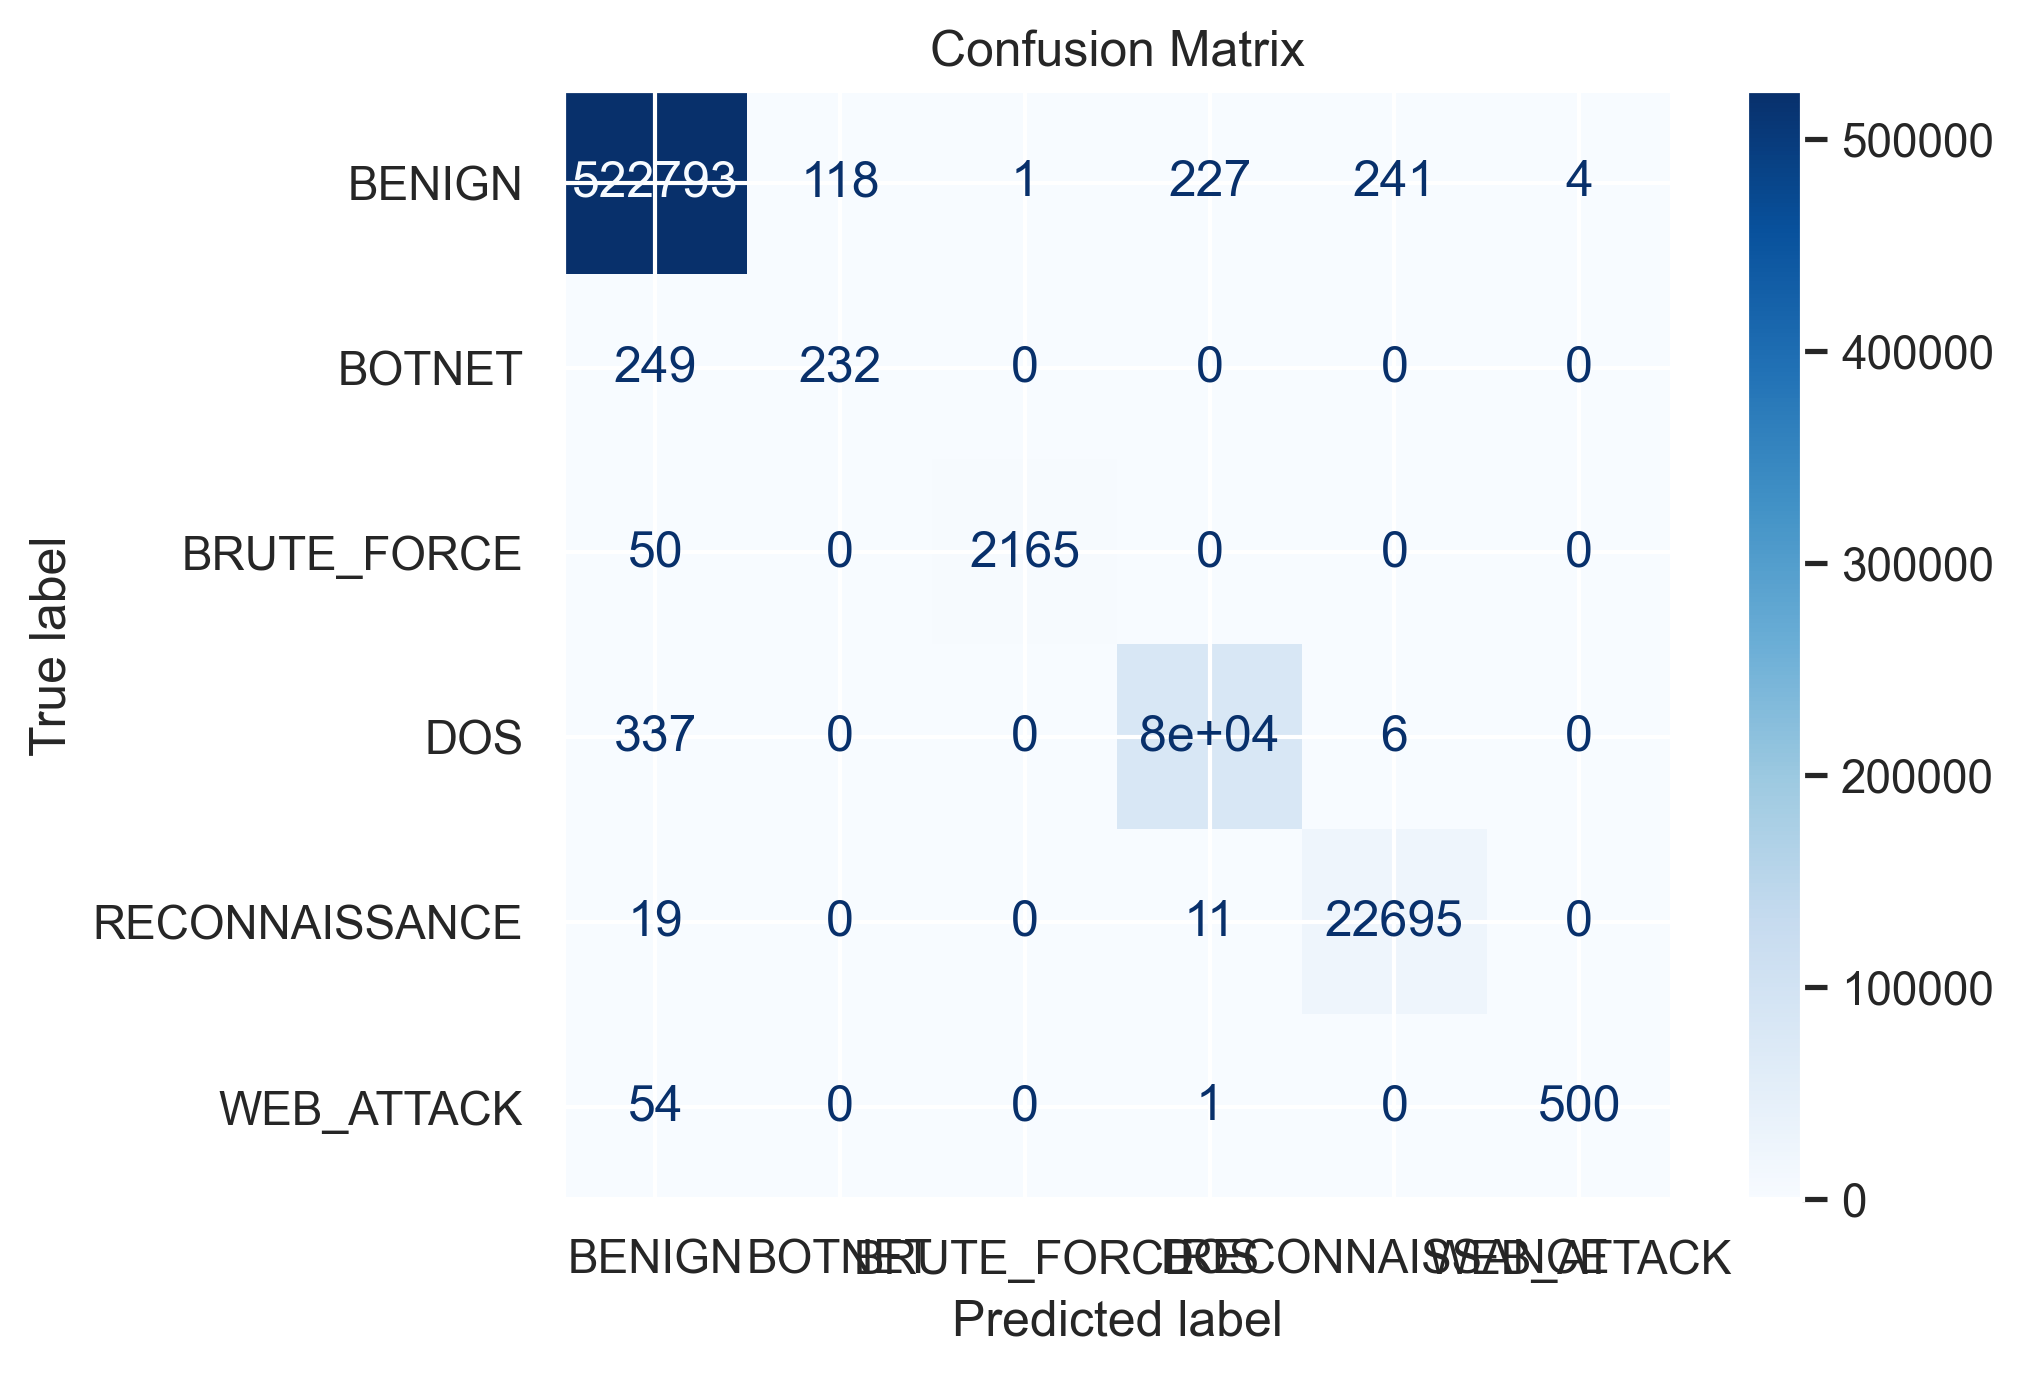 Confusion Matrix
BENIGN 522793 118 1 227 241 4
BOTNET 249 232 0 0 0 0
BRUTE_FORCE 50 0 2165 0 0 0
DOS 337 0 0 8e+04 6 0
RECONNAISSANCE 19 0 0 11 22695 0
WEB_ATTACK 54 0 0 1 0 500
BENIGN BOTNET BRUTE_FORCE DOS RECONNAISSANCE WEB_ATTACK
Predicted label
True label
500000
400000
300000
200000
100000
0